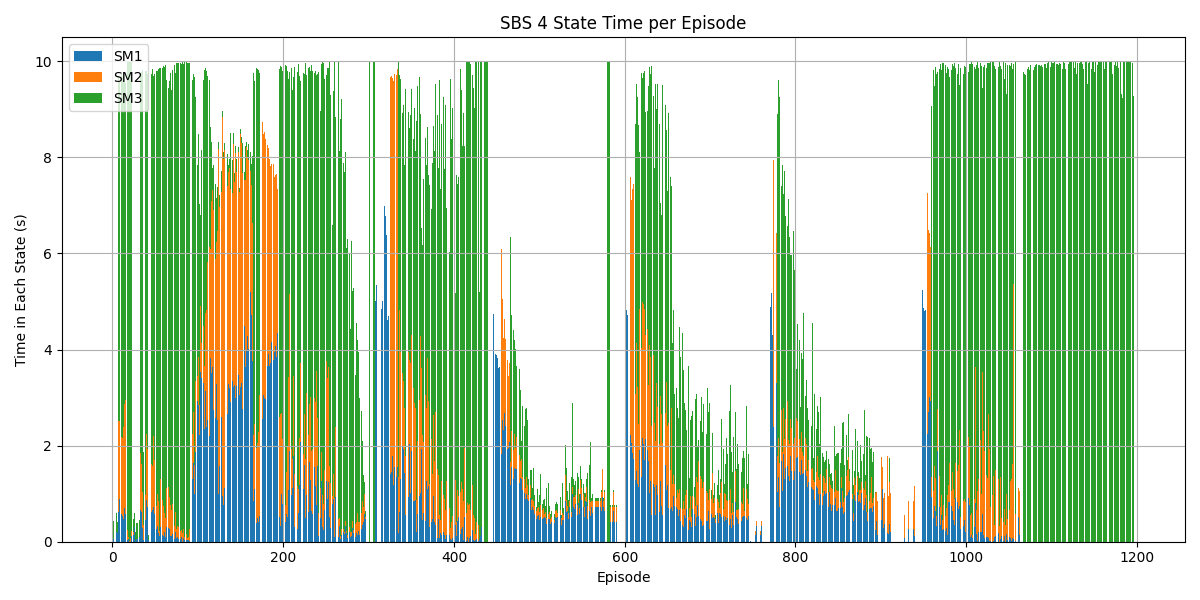 SBS 4 State Time per Episode
SM1
SM2
SM3
Time in Each State (s)
10
8
6
4
2
0
0 200 400 600 800 1000 1200
Episode